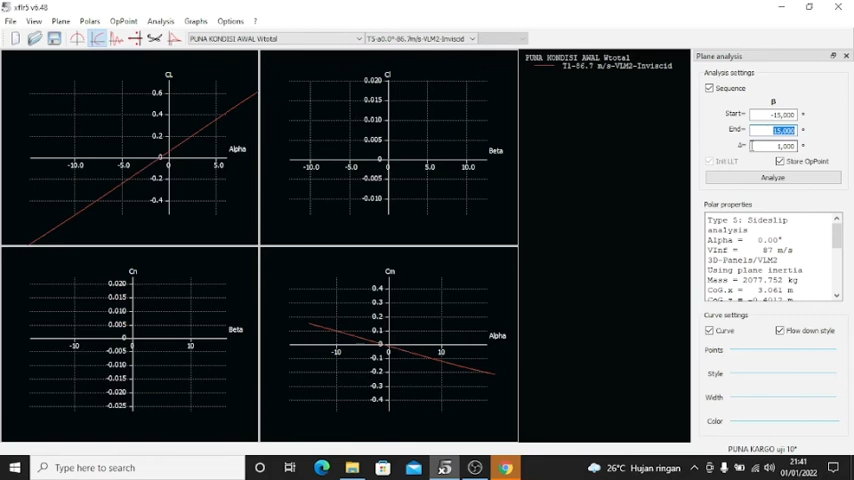 xflr5 v6.48
File View Plane Polars OpPoint Analysis Graphs Options ?
PUNA KONDISI AWAL Wtotal
T5-a0.0°-86.7m/s-VLM2-Inviscid
CL
0.6
0.4
0.2
Alpha
-10.0 -5.0 0 5.0
-0.2
-0.4
Cl
0.020
0.015
0.010
0.005
Beta
-10.0 -5.0 0 5.0 10.0
-0.005
-0.010
PUNA KONDISI AWAL Wtotal
T1-86.7 m/s-VLM2-Inviscid
Cn
0.020
0.015
0.010
0.005
Beta
-10 0 10
-0.005
-0.010
-0.015
-0.020
-0.025
Cm
0.4
0.3
0.2
0.1
Alpha
-10 0 10
-0.1
-0.2
-0.3
-0.4
Plane analysis
Analysis settings
Sequence
β
Start= -15,000 °
End= 15,000 °
Δ= 1,000 °
Init LLT Store OpPoint
Analyze
Polar properties
Type 5: Sideslip
analysis
Alpha = 0.00°
VInf = 87 m/s
3D-Panels/VLM2
Using plane inertia
Mass = 2077.752 kg
CoG.x = 3.061 m
Curve settings
Curve Flow down style
Points
Style
Width
Color
PUNA KARGO uji 10°
Type here to search
26°C Hujan ringan
21:41
01/01/2022